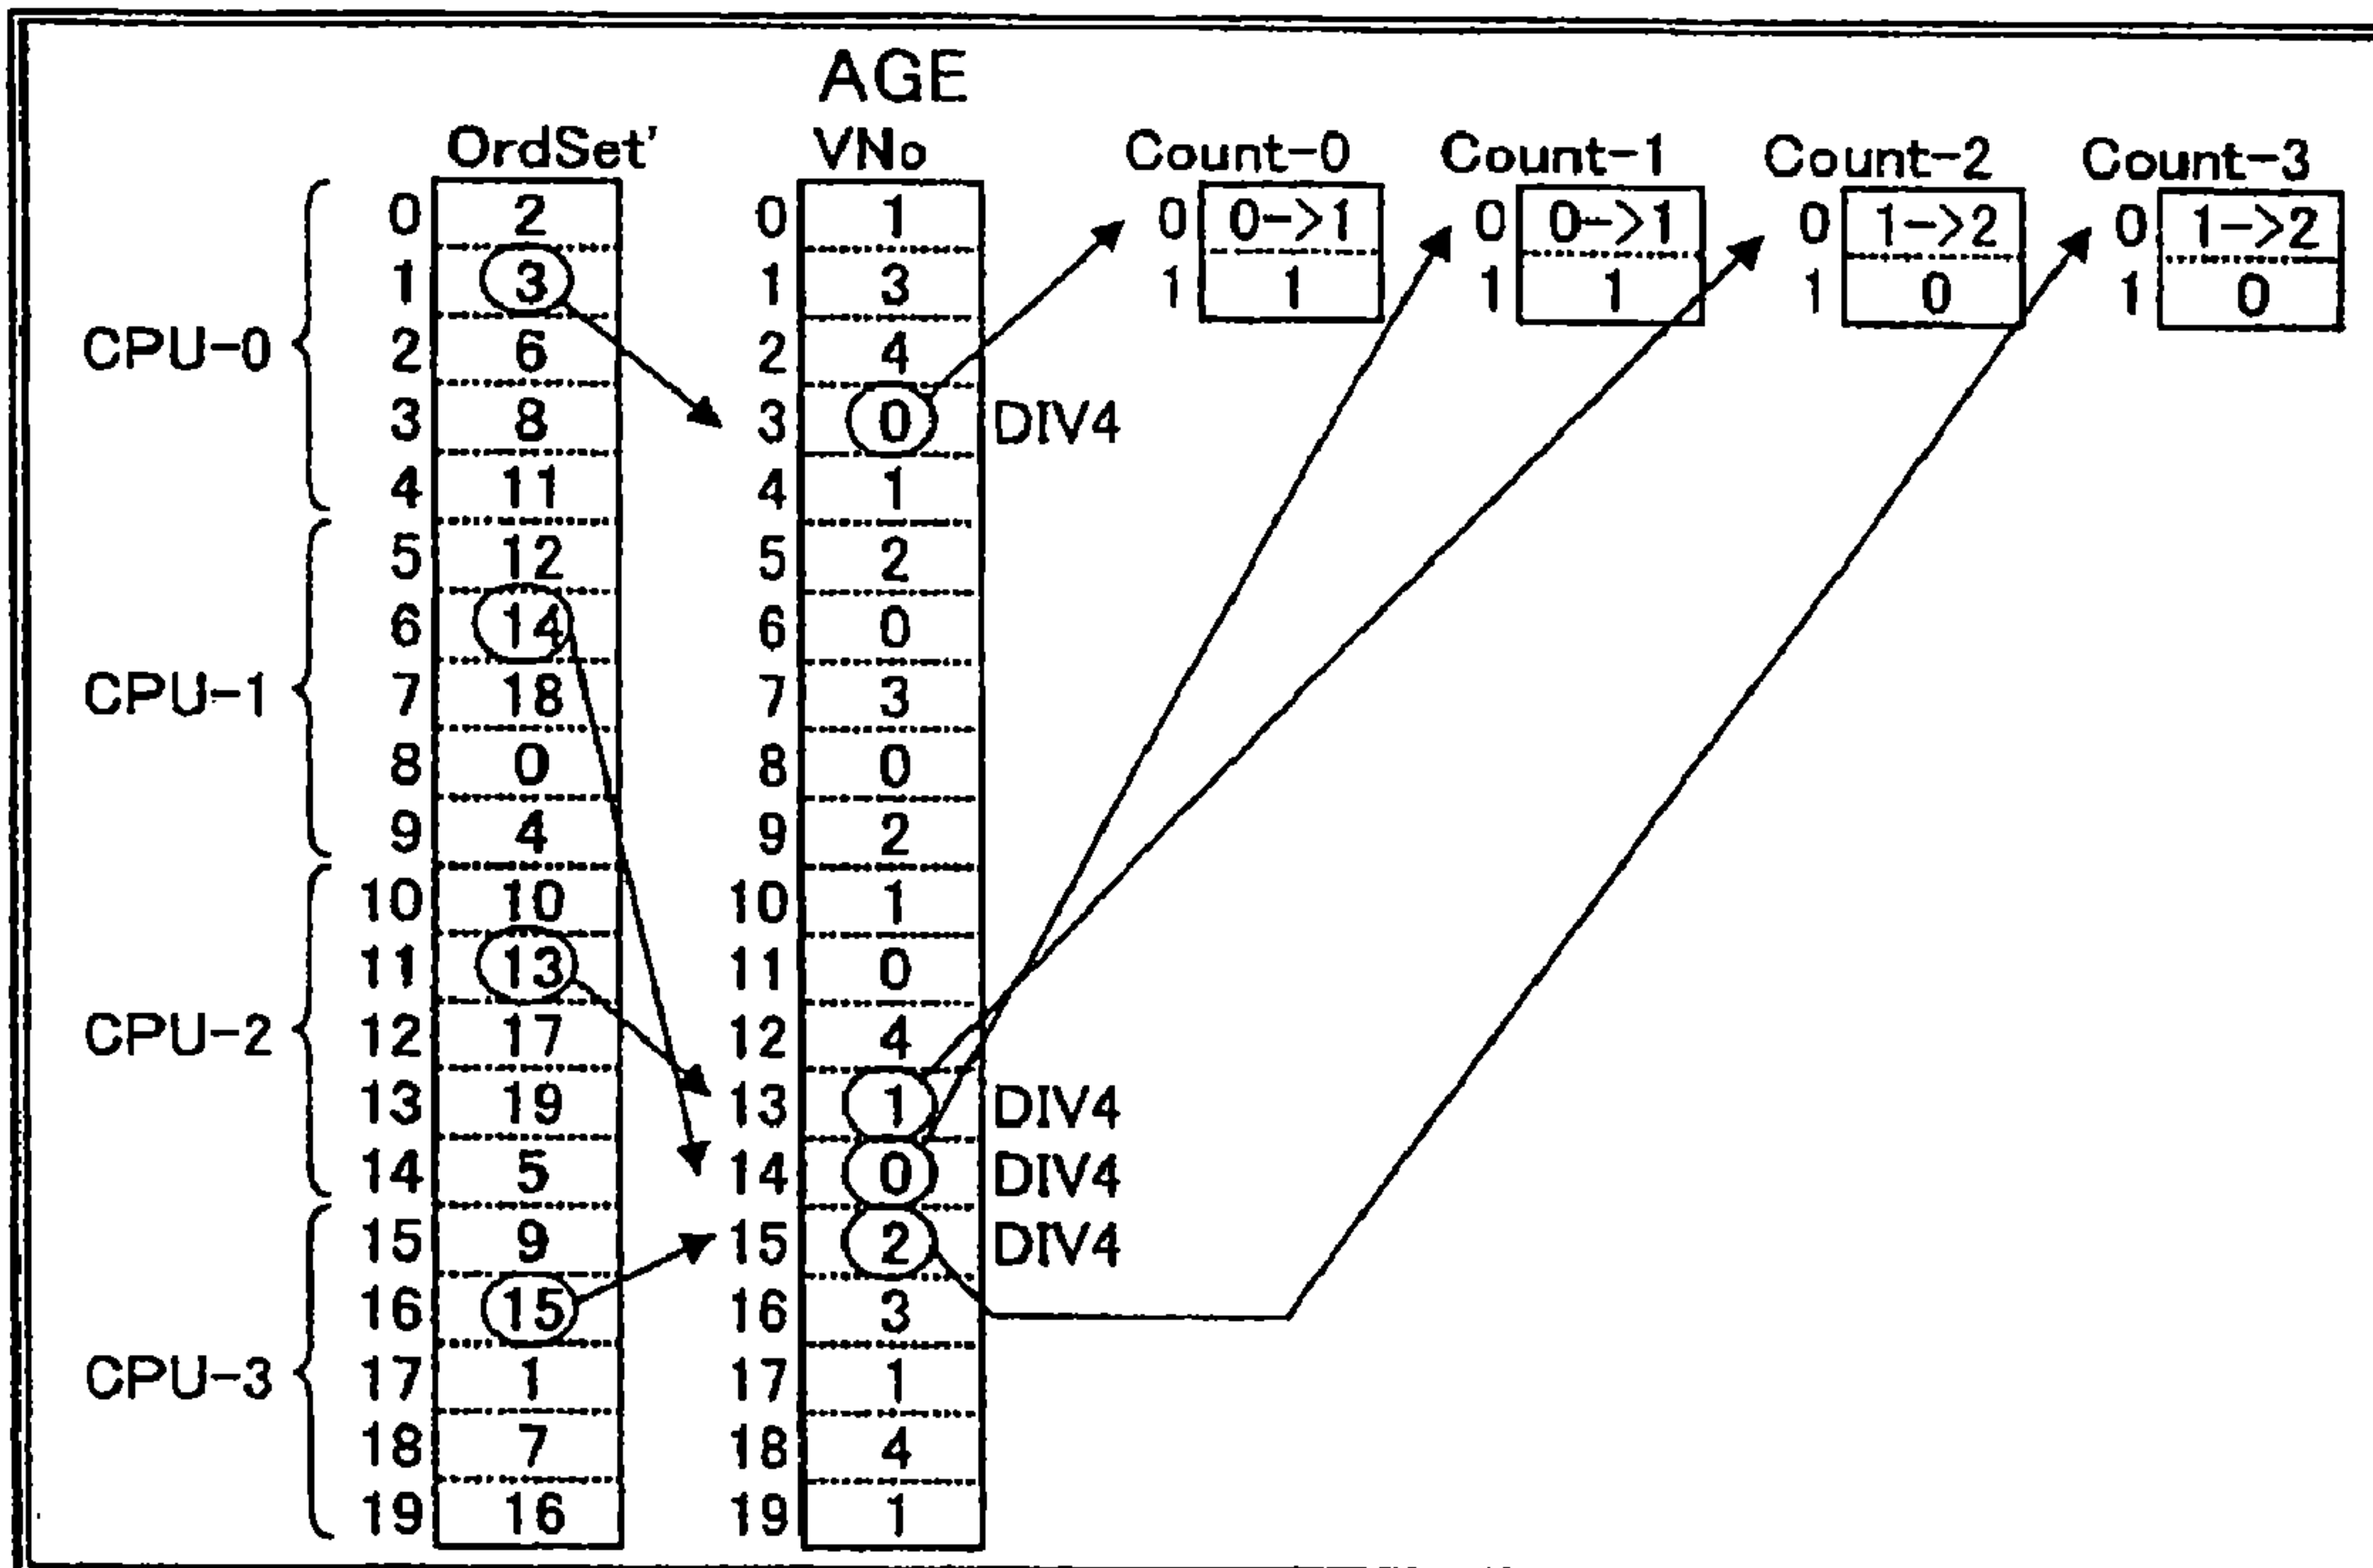 AGE
OrdSet' VNo Count-0 Count-1 Count-2 Count-3
0 2 0 1 0 0->1 0 0->1 0 1->2 0 1->2
1 3 1 3 1 1 1 1 1 0 1 0
CPU-0 2 6 2 4
3 8 3 0 DIV4
4 11 4 1
5 12 5 2
6 14 6 0
CPU-1 7 18 7 3
8 0 8 0
9 4 9 2
10 10 10 1
11 13 11 0
CPU-2 12 17 12 4
13 19 13 1 DIV4
14 5 14 0 DIV4
15 9 15 2 DIV4
16 15 16 3
CPU-3 17 1 17 1
18 7 18 4
19 16 19 1